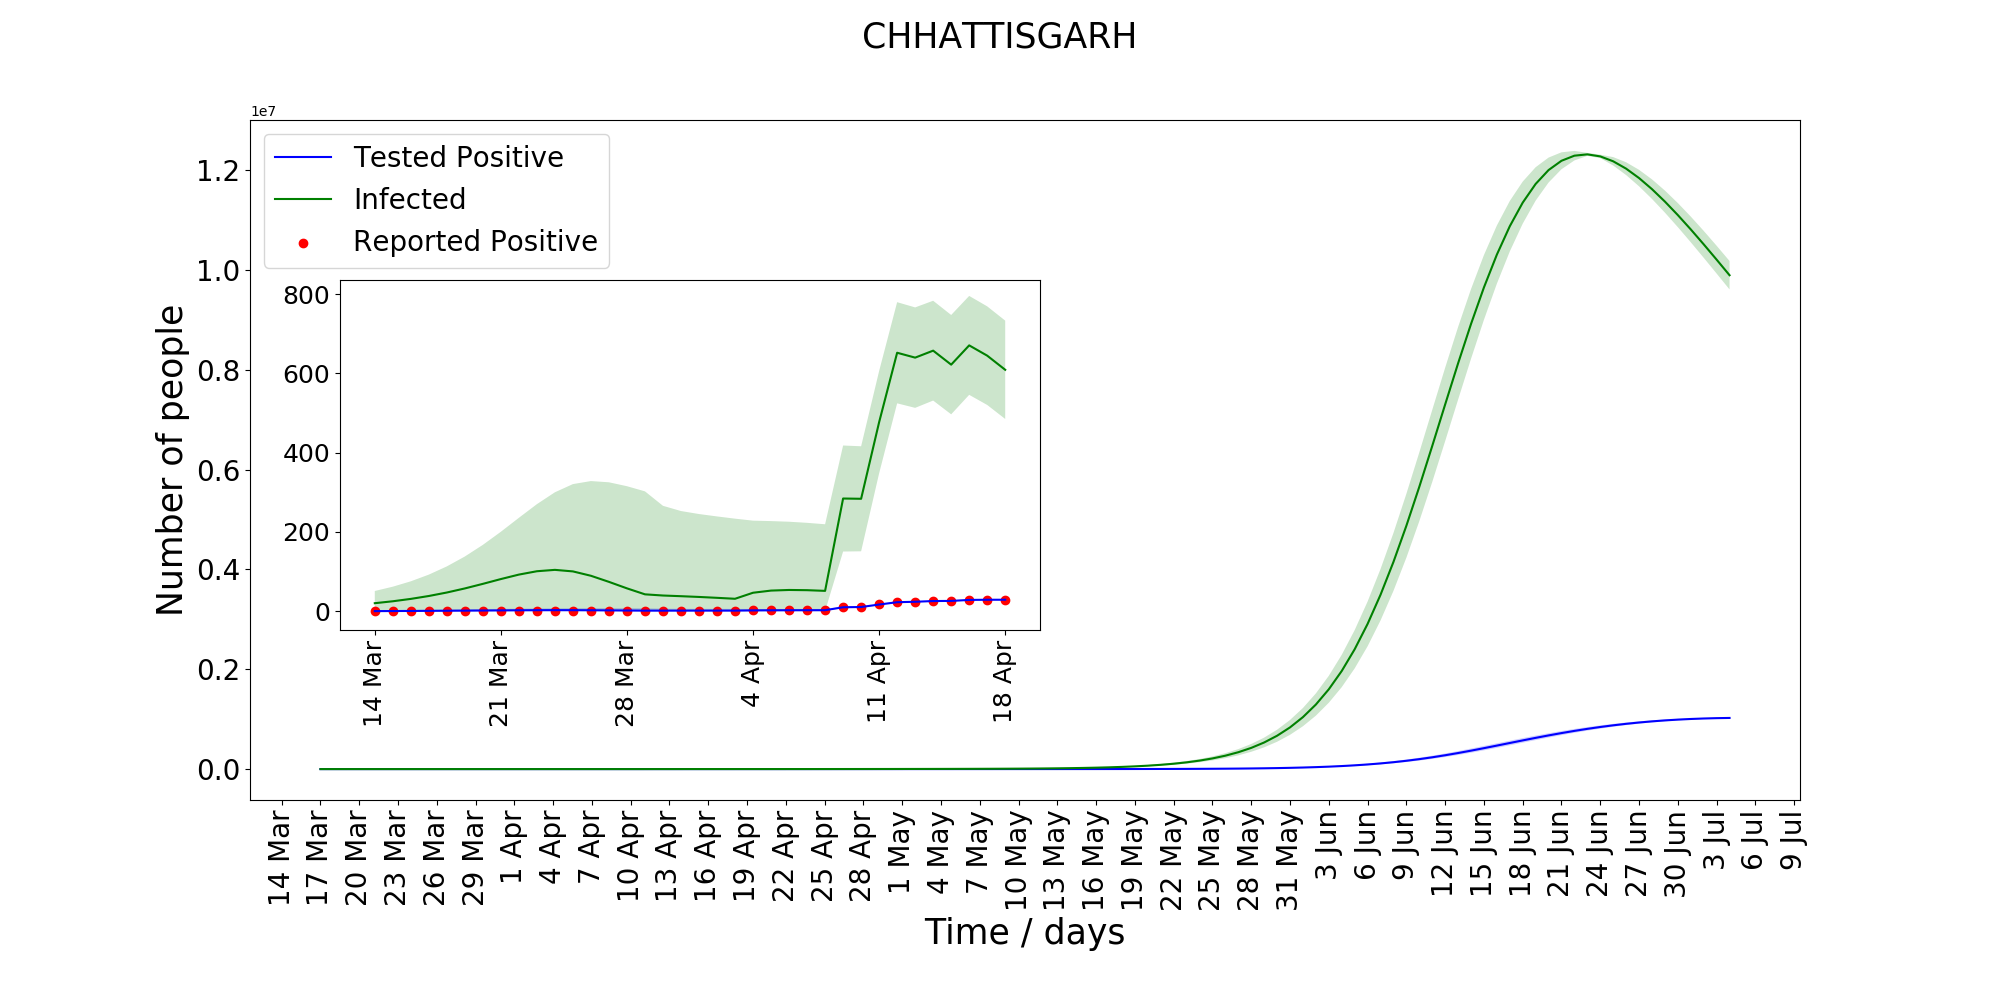 CHHATTISGARH
1e7
Tested Positive
Infected
Reported Positive
Number of people
1.2
1.0
0.8
0.6
0.4
0.2
0.0
800
600
400
200
0
14 Mar
21 Mar
28 Mar
4 Apr
11 Apr
18 Apr
14 Mar
17 Mar
20 Mar
23 Mar
26 Mar
29 Mar
1 Apr
4 Apr
7 Apr
10 Apr
13 Apr
16 Apr
19 Apr
22 Apr
25 Apr
28 Apr
1 May
4 May
7 May
10 May
13 May
16 May
19 May
22 May
25 May
28 May
31 May
3 Jun
6 Jun
9 Jun
12 Jun
15 Jun
18 Jun
21 Jun
24 Jun
27 Jun
30 Jun
3 Jul
6 Jul
9 Jul
Time / days